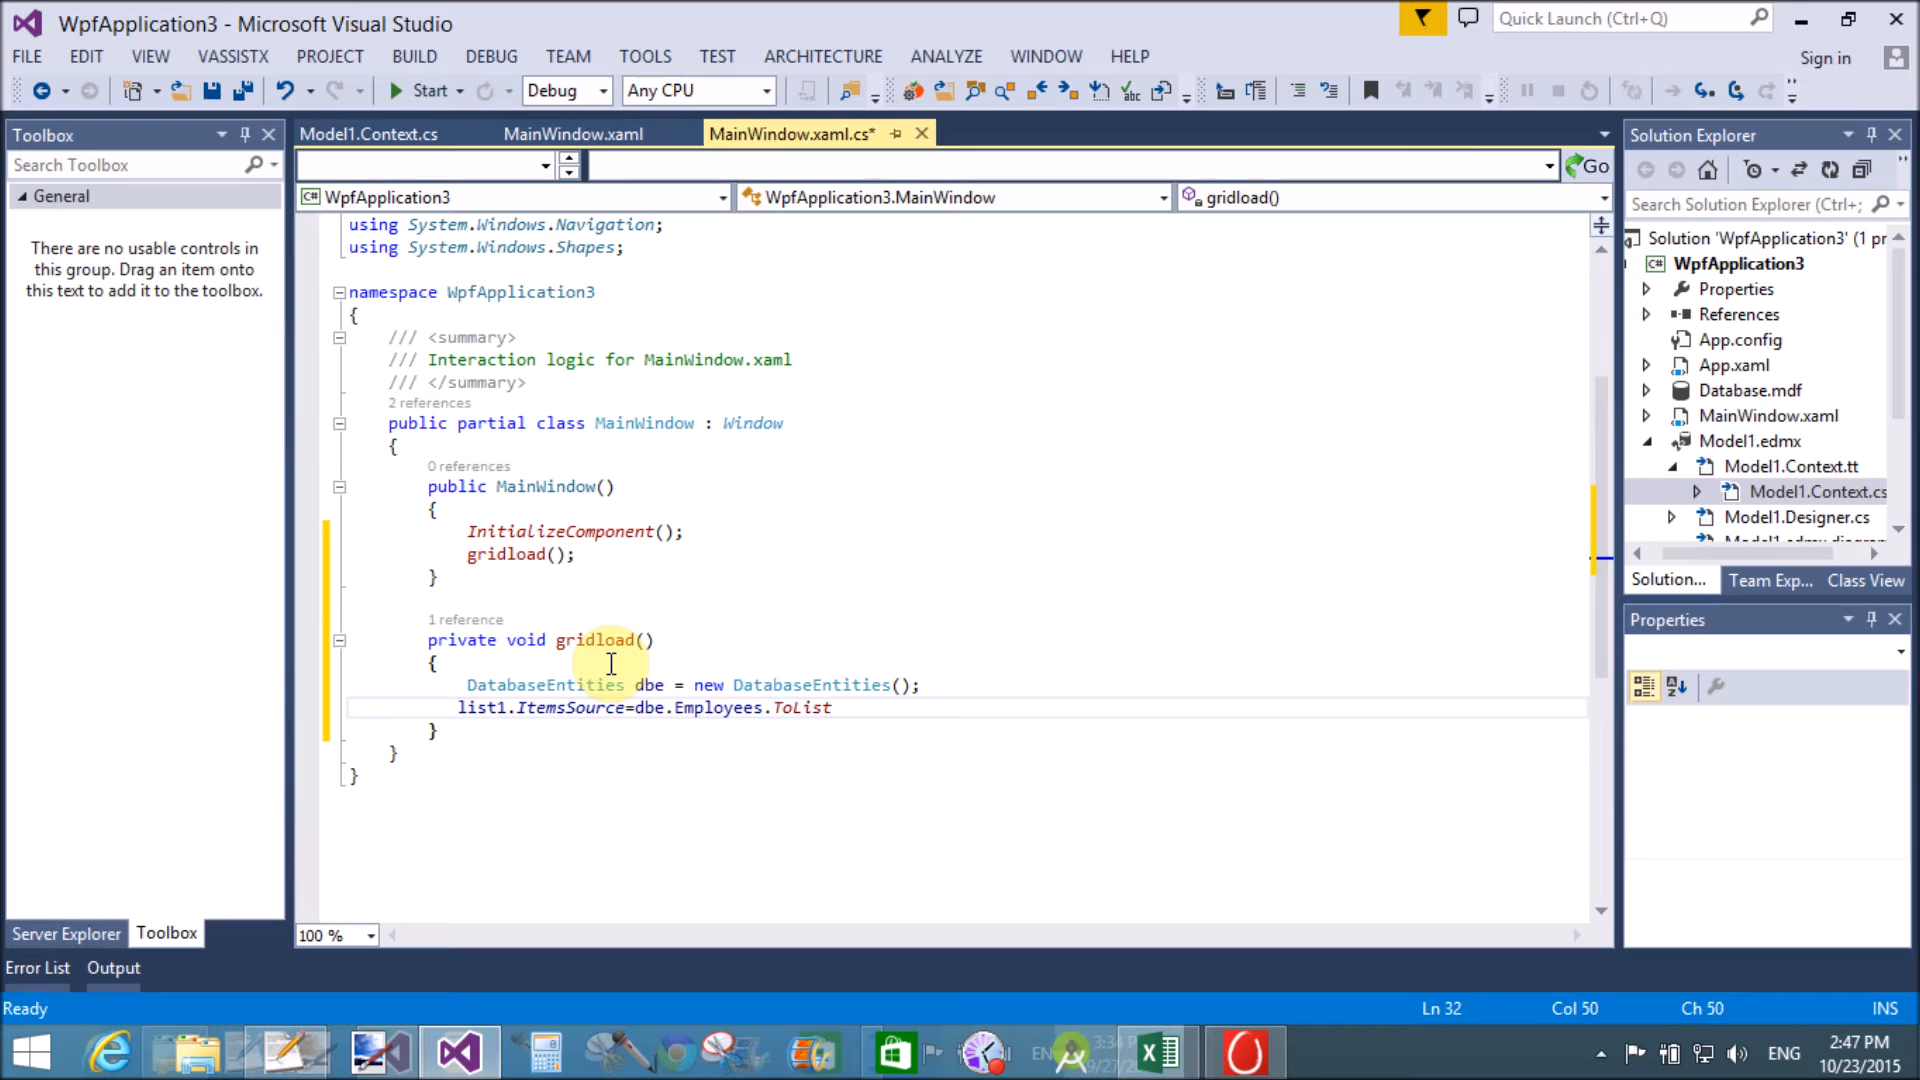 WpfApplication3 - Microsoft Visual Studio
Quick Launch (Ctrl+Q)
FILE EDIT VIEW VASSISTX PROJECT BUILD DEBUG TEAM TOOLS TEST ARCHITECTURE ANALYZE WINDOW HELP
Sign in
Start Debug Any CPU
Toolbox
Search Toolbox
General
There are no usable controls in
this group. Drag an item onto
this text to add it to the toolbox.
Server Explorer Toolbox
Model1.Context.cs MainWindow.xaml MainWindow.xaml.cs*
Go
WpfApplication3 WpfApplication3.MainWindow gridload()
using System.Windows.Navigation;
using System.Windows.Shapes;
namespace WpfApplication3
{
/// <summary>
/// Interaction logic for MainWindow.xaml
/// </summary>
2 references
public partial class MainWindow : Window
{
0 references
public MainWindow()
{
InitializeComponent();
gridload();
}
1 reference
private void gridload()
{
DatabaseEntities dbe = new DatabaseEntities();
list1.ItemsSource=dbe.Employees.ToList
}
}
}
100 %
Solution Explorer
Search Solution Explorer (Ctrl+;
Solution 'WpfApplication3' (1 pr
WpfApplication3
Properties
References
App.config
App.xaml
Database.mdf
MainWindow.xaml
Model1.edmx
Model1.Context.tt
Model1.Context.cs
Model1.Designer.cs
Solution... Team Exp... Class View
Properties
Error List Output
Ready
Ln 32 Col 50 Ch 50 INS
ENG
2:47 PM
10/23/2015